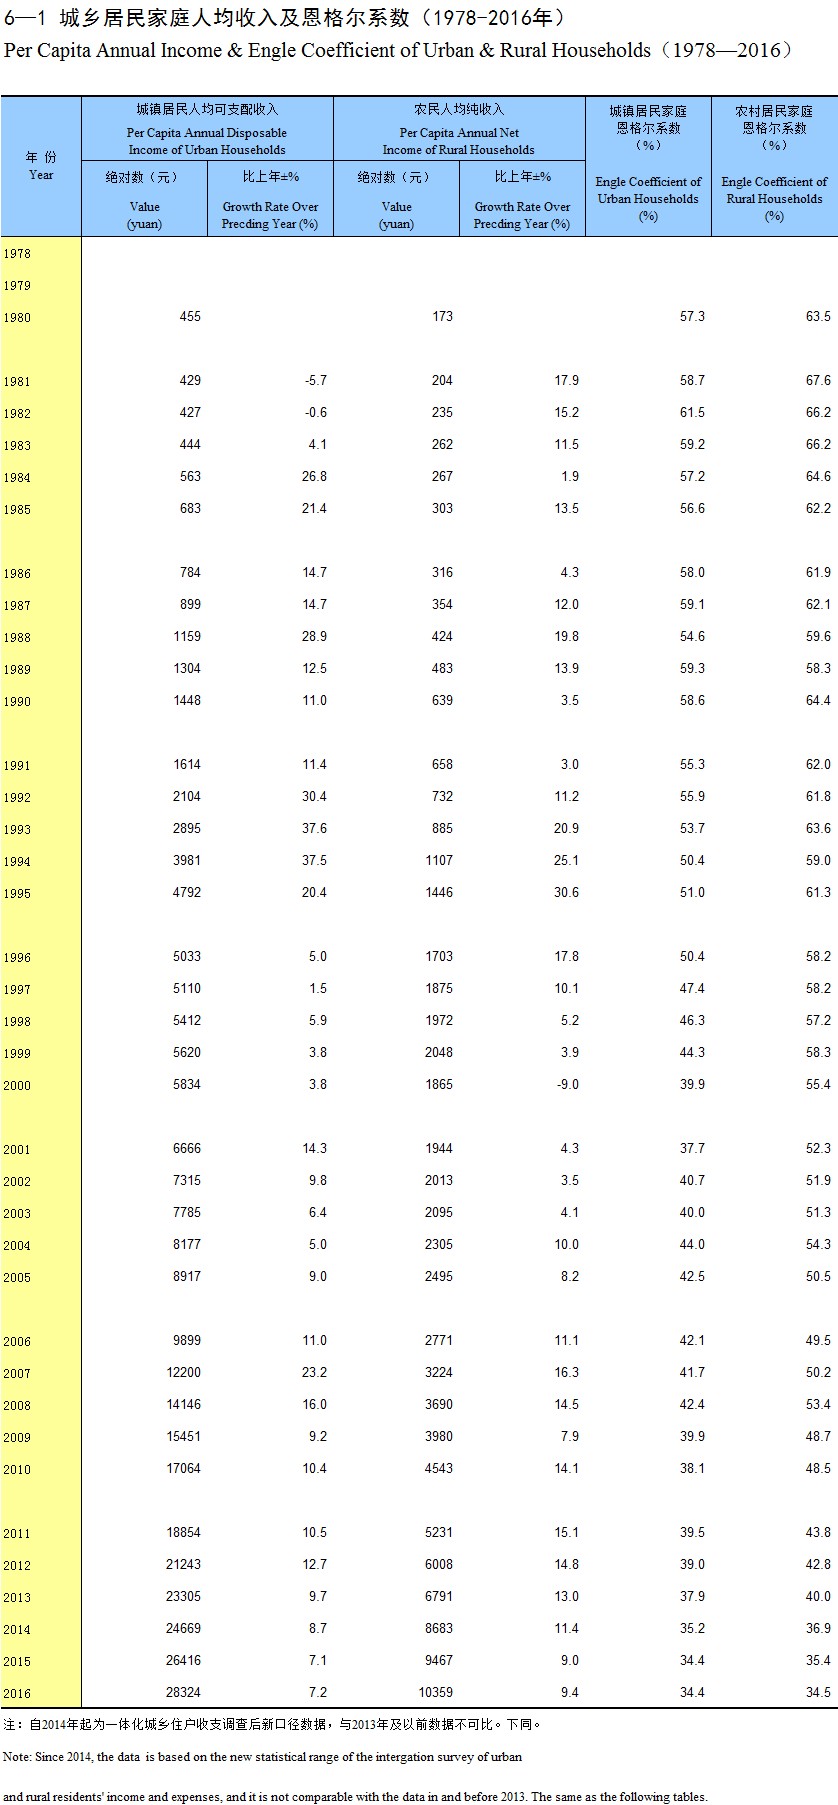 6—1 城乡居民家庭人均收入及恩格尔系数（1978-2016年）
Per Capita Annual Income & Engle Coefficient of Urban & Rural Households（1978—2016）
年 份
Year
城镇居民人均可支配收入
Per Capita Annual Disposable
Income of Urban Households
农民人均纯收入
Per Capita Annual Net
Income of Rural Households
城镇居民家庭
恩格尔系数
（%）
Engle Coefficient of
Urban Households
(%)
农村居民家庭
恩格尔系数
（%）
Engle Coefficient of
Rural Households
(%)
绝对数（元）
Value
(yuan)
比上年±%
Growth Rate Over
Precding Year (%)
绝对数（元）
Value
(yuan)
比上年±%
Growth Rate Over
Precding Year (%)
1978
1979
1980 455 173 57.3 63.5
1981 429 -5.7 204 17.9 58.7 67.6
1982 427 -0.6 235 15.2 61.5 66.2
1983 444 4.1 262 11.5 59.2 66.2
1984 563 26.8 267 1.9 57.2 64.6
1985 683 21.4 303 13.5 56.6 62.2
1986 784 14.7 316 4.3 58.0 61.9
1987 899 14.7 354 12.0 59.1 62.1
1988 1159 28.9 424 19.8 54.6 59.6
1989 1304 12.5 483 13.9 59.3 58.3
1990 1448 11.0 639 3.5 58.6 64.4
1991 1614 11.4 658 3.0 55.3 62.0
1992 2104 30.4 732 11.2 55.9 61.8
1993 2895 37.6 885 20.9 53.7 63.6
1994 3981 37.5 1107 25.1 50.4 59.0
1995 4792 20.4 1446 30.6 51.0 61.3
1996 5033 5.0 1703 17.8 50.4 58.2
1997 5110 1.5 1875 10.1 47.4 58.2
1998 5412 5.9 1972 5.2 46.3 57.2
1999 5620 3.8 2048 3.9 44.3 58.3
2000 5834 3.8 1865 -9.0 39.9 55.4
2001 6666 14.3 1944 4.3 37.7 52.3
2002 7315 9.8 2013 3.5 40.7 51.9
2003 7785 6.4 2095 4.1 40.0 51.3
2004 8177 5.0 2305 10.0 44.0 54.3
2005 8917 9.0 2495 8.2 42.5 50.5
2006 9899 11.0 2771 11.1 42.1 49.5
2007 12200 23.2 3224 16.3 41.7 50.2
2008 14146 16.0 3690 14.5 42.4 53.4
2009 15451 9.2 3980 7.9 39.9 48.7
2010 17064 10.4 4543 14.1 38.1 48.5
2011 18854 10.5 5231 15.1 39.5 43.8
2012 21243 12.7 6008 14.8 39.0 42.8
2013 23305 9.7 6791 13.0 37.9 40.0
2014 24669 8.7 8683 11.4 35.2 36.9
2015 26416 7.1 9467 9.0 34.4 35.4
2016 28324 7.2 10359 9.4 34.4 34.5
注：自2014年起为一体化城乡住户收支调查后新口径数据，与2013年及以前数据不可比。下同。
Note: Since 2014, the data is based on the new statistical range of the intergation survey of urban
and rural residents' income and expenses, and it is not comparable with the data in and before 2013. The same as the following tables.